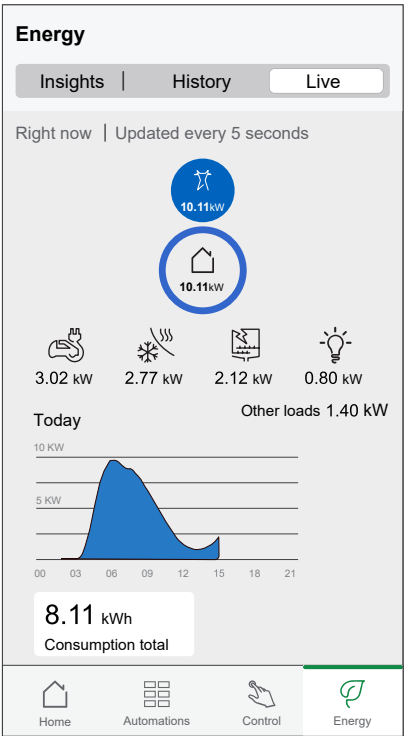 Energy
Insights | History Live
Right now | Updated every 5 seconds
10.11kW
10.11kW
3.02 kW 2.77 kW 2.12 kW 0.80 kW
Other loads 1.40 kW
Today
10 KW
5 KW
00 03 06 09 12 15 18 21
8.11 kWh
Consumption total
Home Automations Control Energy